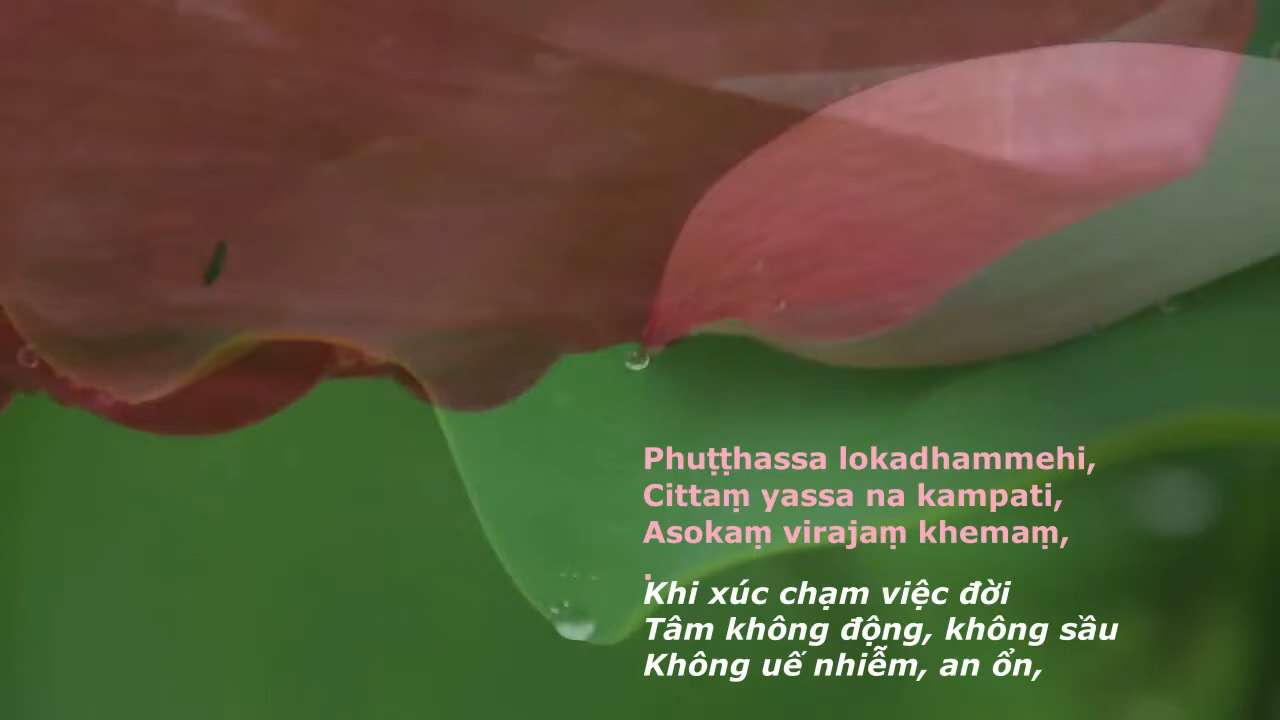 Phuṭṭhassa lokadhammehi,
Cittaṃ yassa na kampati,
Asokaṃ virajaṃ khemaṃ,
.
Khi xúc chạm việc đời
Tâm không động, không sầu
Không uế nhiễm, an ổn,